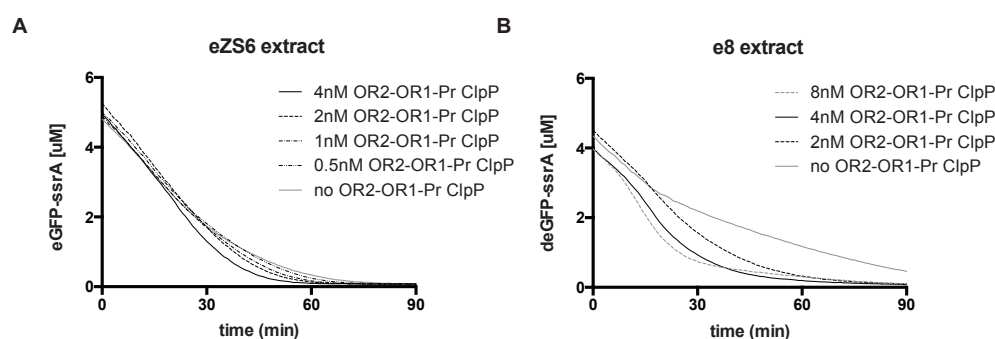 A
eZS6 extract
6
4
2
0
eGFP-ssrA [uM]
4nM OR2-OR1-Pr ClpP
2nM OR2-OR1-Pr ClpP
1nM OR2-OR1-Pr ClpP
0.5nM OR2-OR1-Pr ClpP
no OR2-OR1-Pr ClpP
0 30 60 90
time (min)
B
e8 extract
6
4
2
0
deGFP-ssrA [uM]
8nM OR2-OR1-Pr ClpP
4nM OR2-OR1-Pr ClpP
2nM OR2-OR1-Pr ClpP
no OR2-OR1-Pr ClpP
0 30 60 90
time (min)